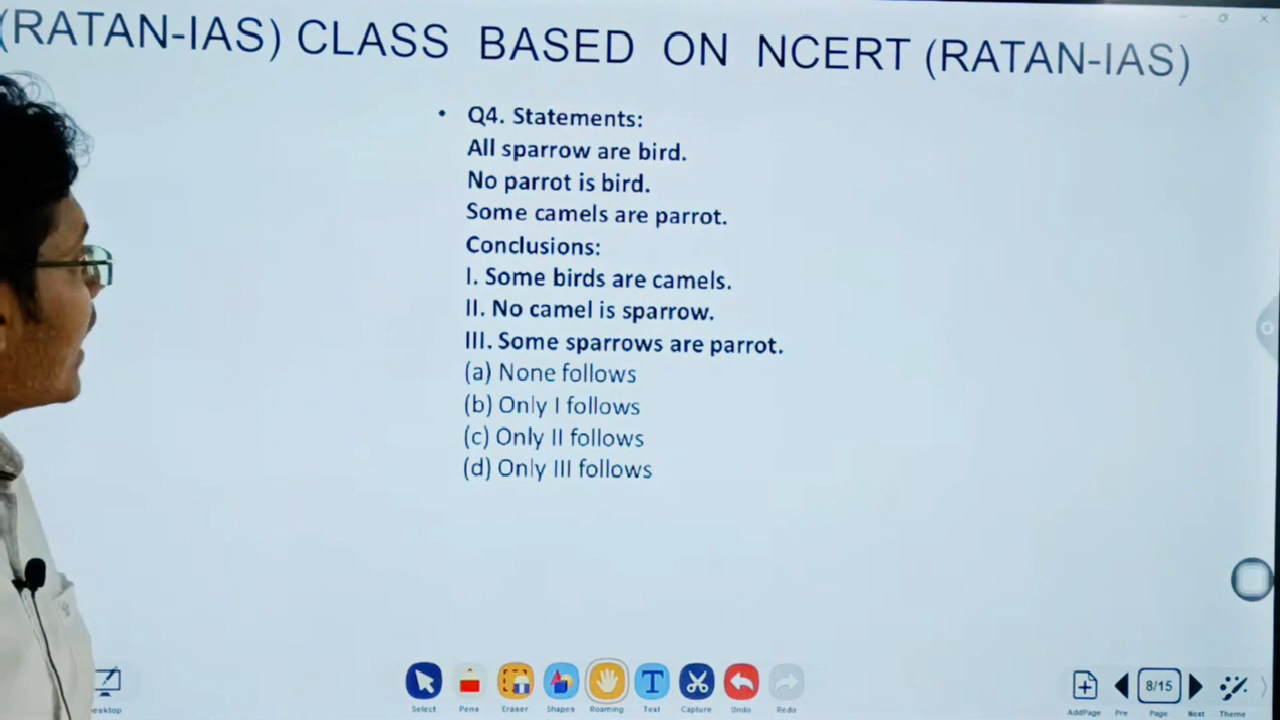 (RATAN-IAS) CLASS BASED ON NCERT (RATAN-IAS)
• Q4. Statements:
All sparrow are bird.
No parrot is bird.
Some camels are parrot.
Conclusions:
I. Some birds are camels.
II. No camel is sparrow.
III. Some sparrows are parrot.
(a) None follows
(b) Only I follows
(c) Only II follows
(d) Only III follows
esktop
Select Pens Eraser Shapes Roaming Text Capture Undo Redo
8/15
AddPage Pre Page Next Theme